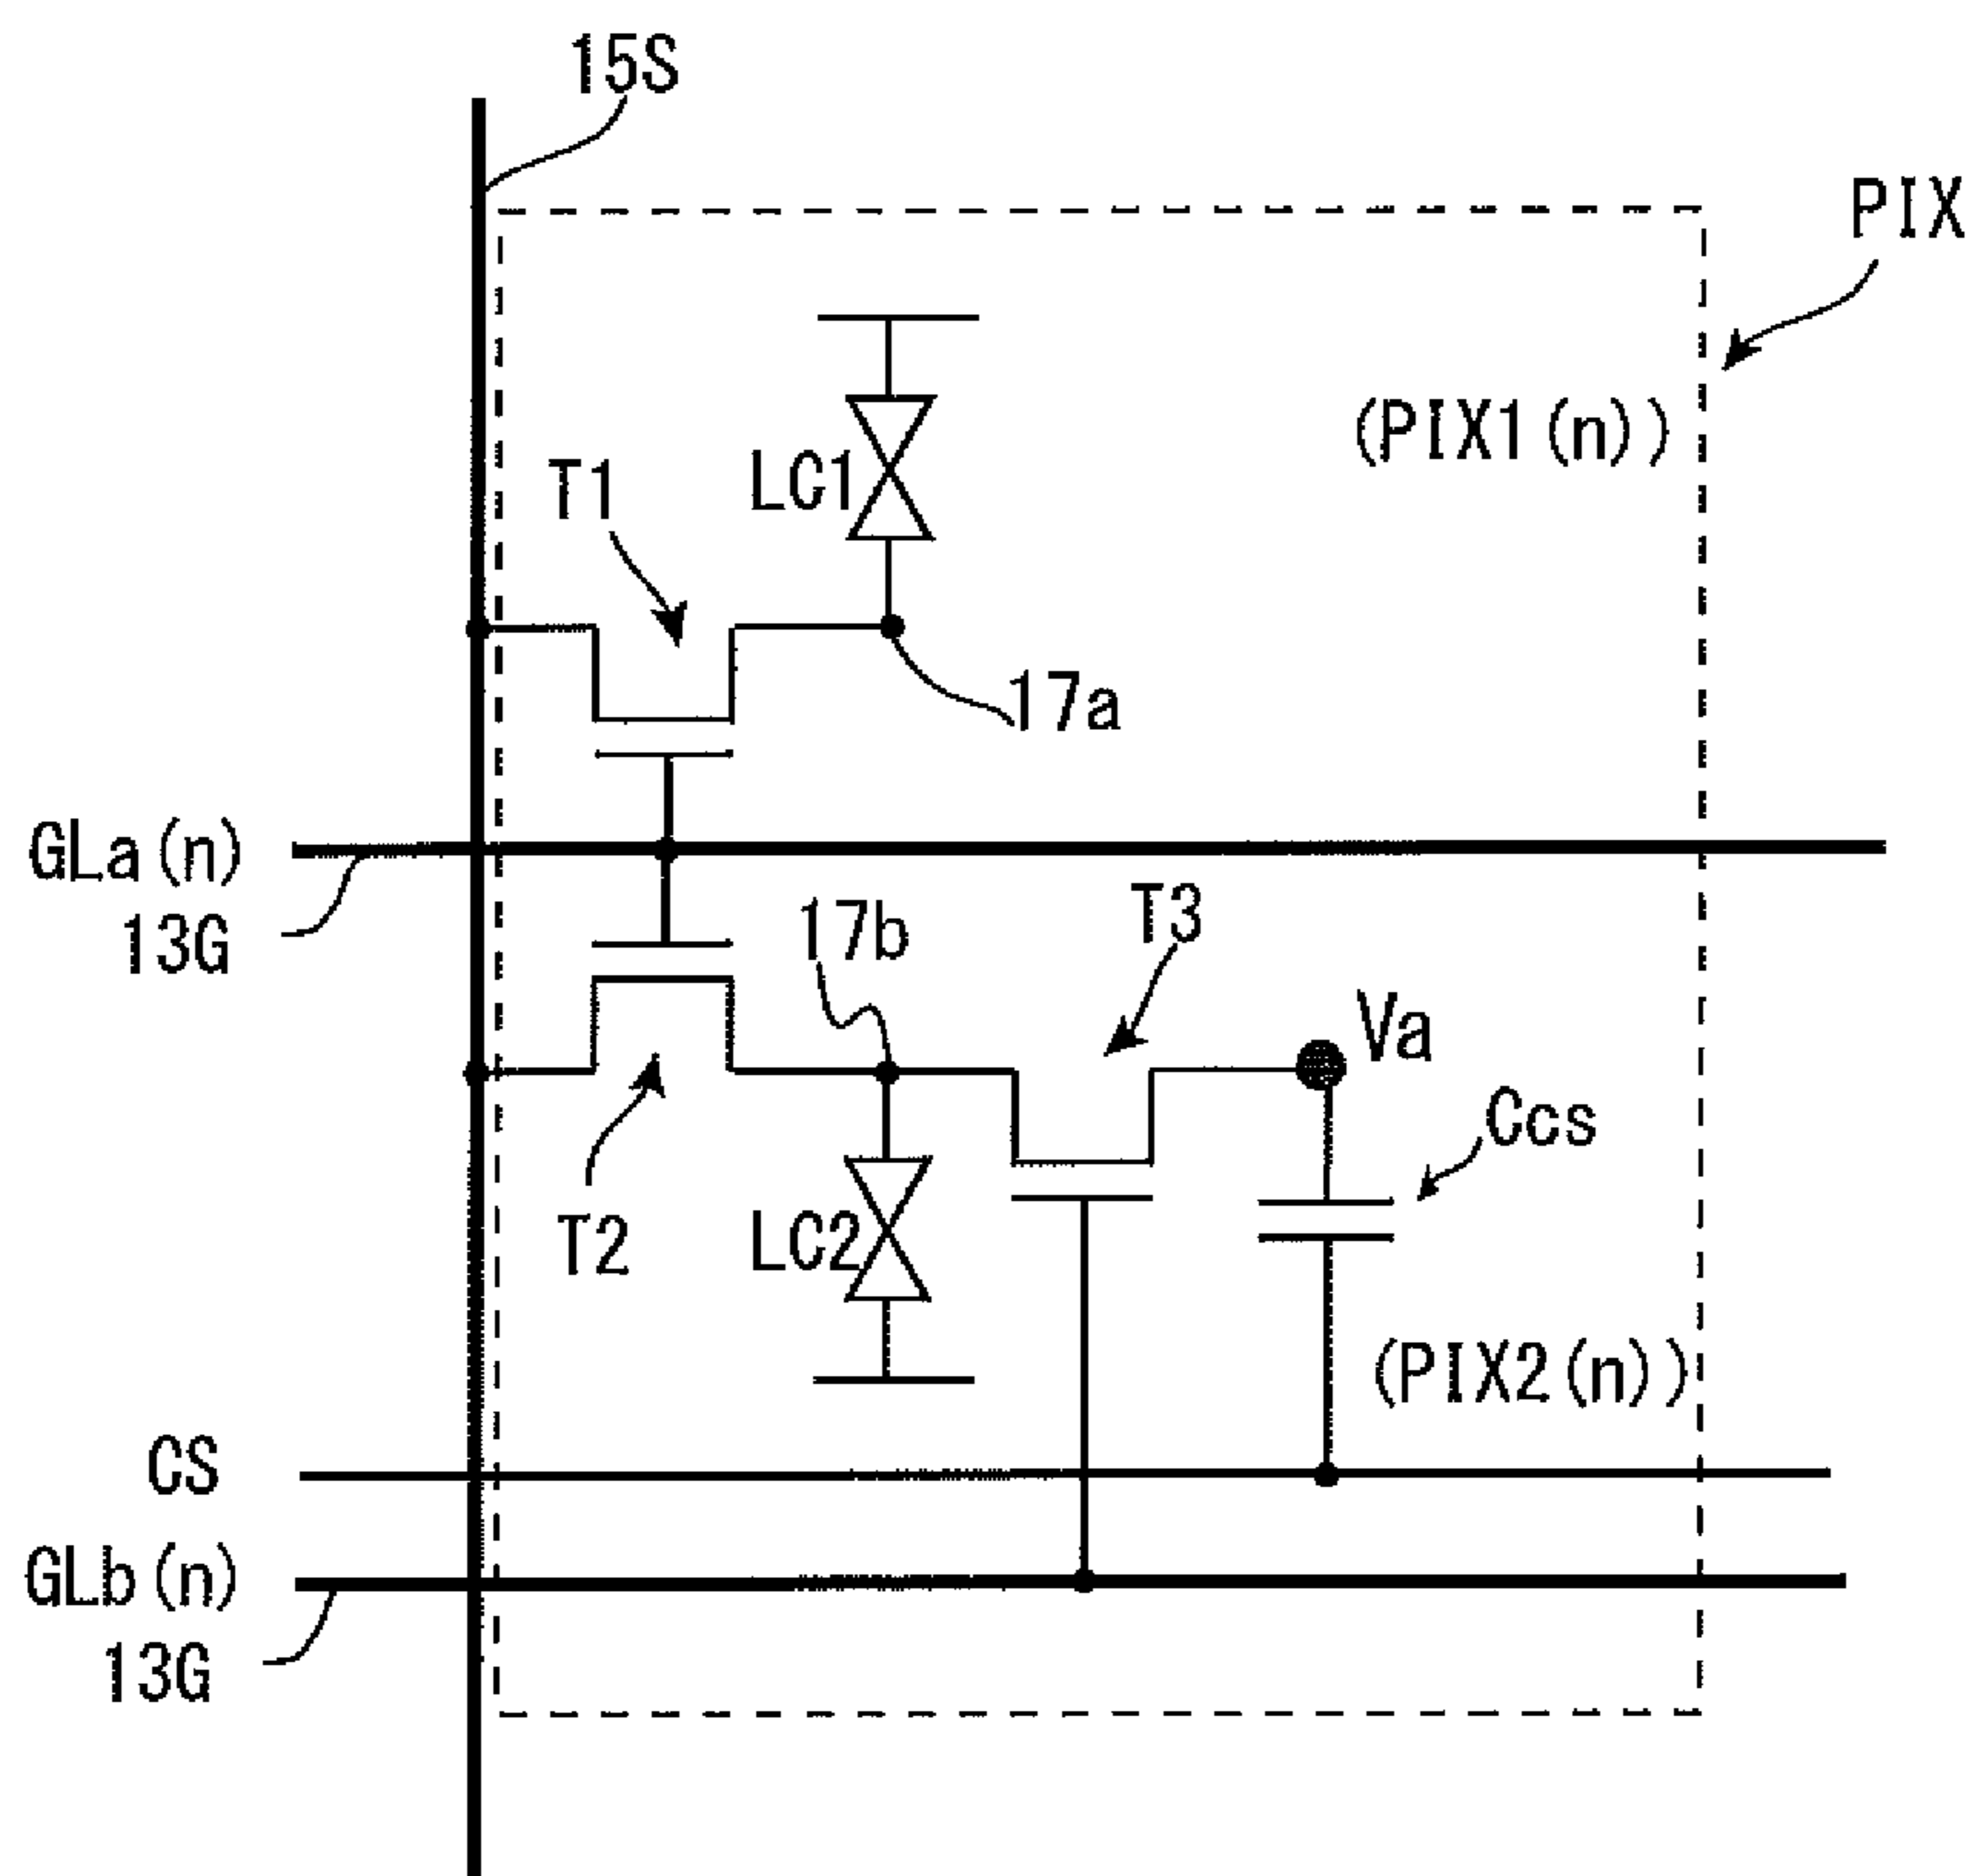 15S
PIX
(PIX1(n))
LC1
T1
17a
GLa(n)
13G
17b
T3
Va
Ccs
T2
LC2
(PIX2(n))
CS
GLb(n)
13G